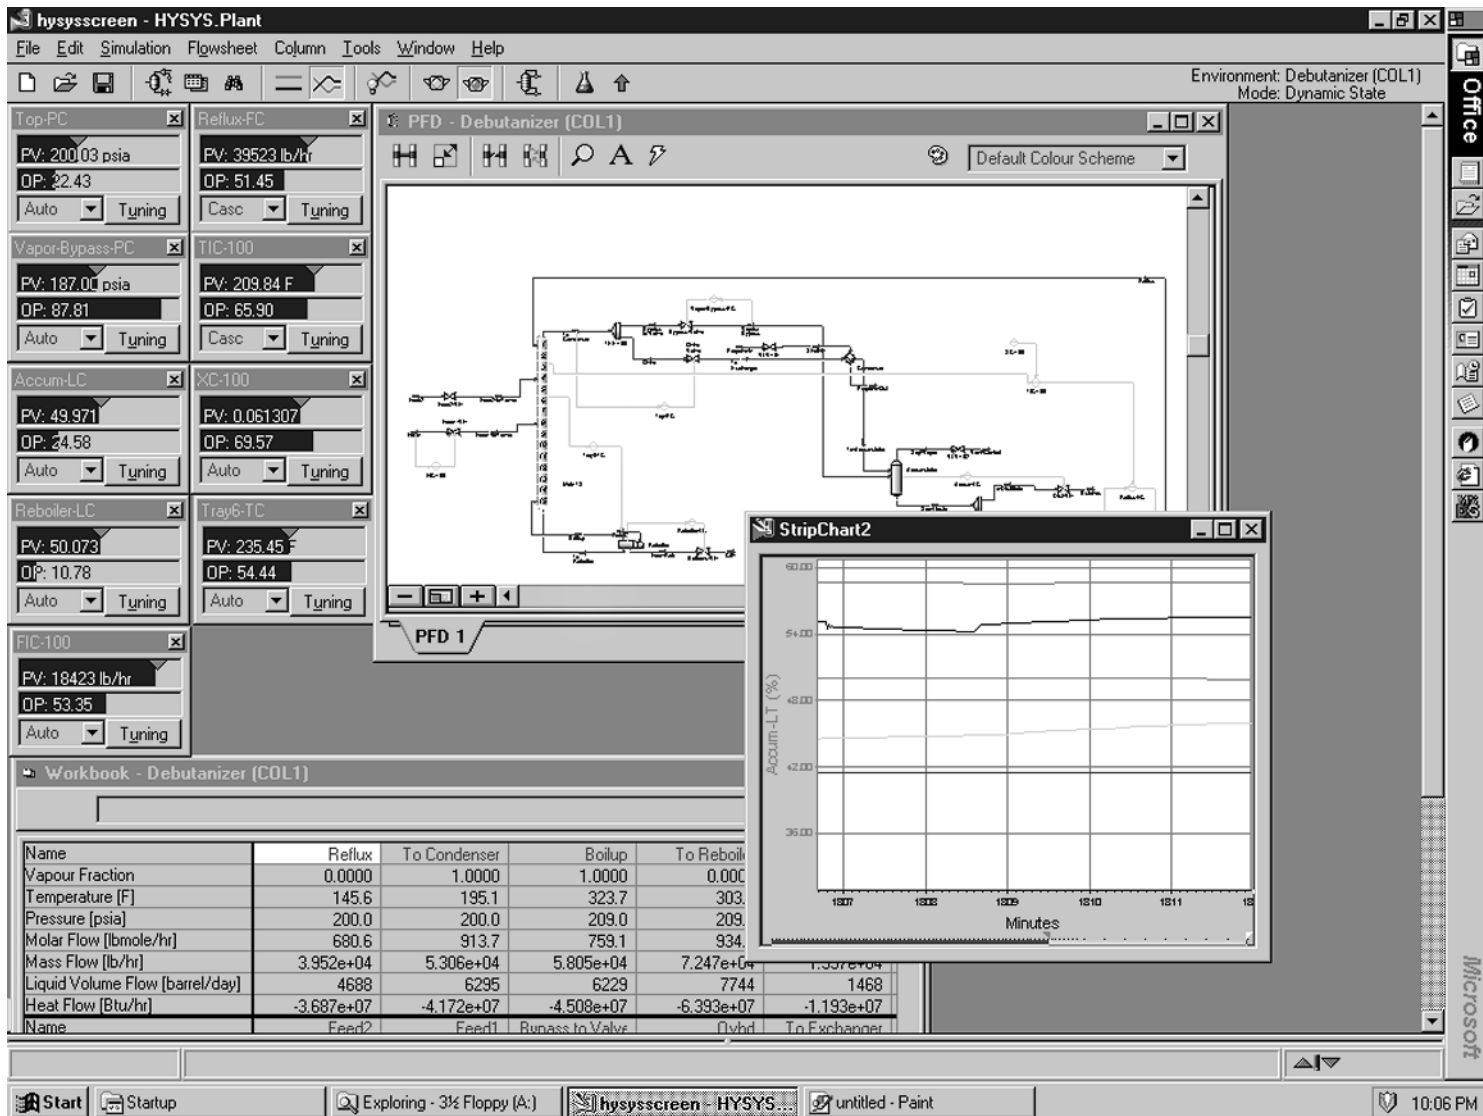 hysysscreen - HYSYS.Plant
File Edit Simulation Flowsheet Column Tools Window Help
Environment: Debutanizer (COL1)
Mode: Dynamic State
Office
Top-PC
PV: 200.03 psia
OP: 22.43
Auto Tuning
Reflux-FC
PV: 39523 lb/hr
OP: 51.45
Casc Tuning
Vapor-Bypass-PC
PV: 187.00 psia
OP: 87.81
Auto Tuning
TIC-100
PV: 209.84 F
OP: 65.90
Casc Tuning
Accum-LC
PV: 49.971
OP: 24.58
Auto Tuning
XC-100
PV: 0.061307
OP: 69.57
Auto Tuning
Reboiler-LC
PV: 50.073
OP: 10.78
Auto Tuning
Tray6-TC
PV: 235.45 F
OP: 54.44
Auto Tuning
FIC-100
PV: 18423 lb/hr
OP: 53.35
Auto Tuning
PFD - Debutanizer (COL1)
A
Default Colour Scheme
PFD 1
StripChart2
60.00
54.00
48.00
42.00
36.00
Accum-LT (%)
1807 1808 1809 1810 1811 18
Minutes
Workbook - Debutanizer (COL1)
Name Reflux To Condenser Boilup To Reboile
Vapour Fraction 0.0000 1.0000 1.0000 0.000
Temperature [F] 145.6 195.1 323.7 303.
Pressure [psia] 200.0 200.0 209.0 209.
Molar Flow [lbmole/hr] 680.6 913.7 759.1 934.
Mass Flow [lb/hr] 3.952e+04 5.306e+04 5.805e+04 7.247e+04 1.337e+04
Liquid Volume Flow [barrel/day] 4688 6295 6229 7744 1468
Heat Flow [Btu/hr] -3.687e+07 -4.172e+07 -4.508e+07 -6.393e+07 -1.193e+07
Name Feed2 Feed1 Bypass to Valve Ovhd To Exchanger
Microsoft
Start Startup Exploring - 3½ Floppy (A:) hysysscreen - HYSYS... untitled - Paint 10:06 PM